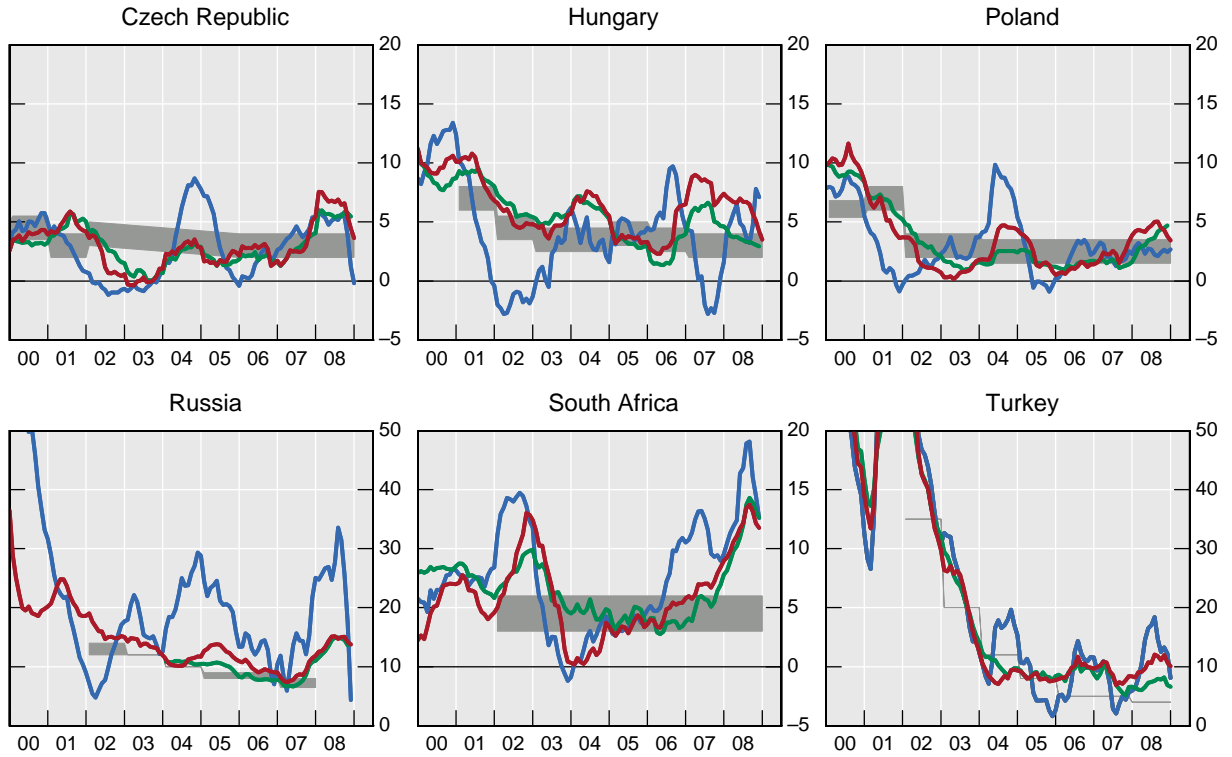 Czech Republic Hungary Poland
20 20 20
15 15 15
10 10 10
5 5 5
0 0 0
–5 –5 –5
00 01 02 03 04 05 06 07 08 00 01 02 03 04 05 06 07 08 00 01 02 03 04 05 06 07 08
Russia South Africa Turkey
50 20 50
40 15 40
30 10 30
20 5 20
10 0 10
0 –5 0
00 01 02 03 04 05 06 07 08 00 01 02 03 04 05 06 07 08 00 01 02 03 04 05 06 07 08